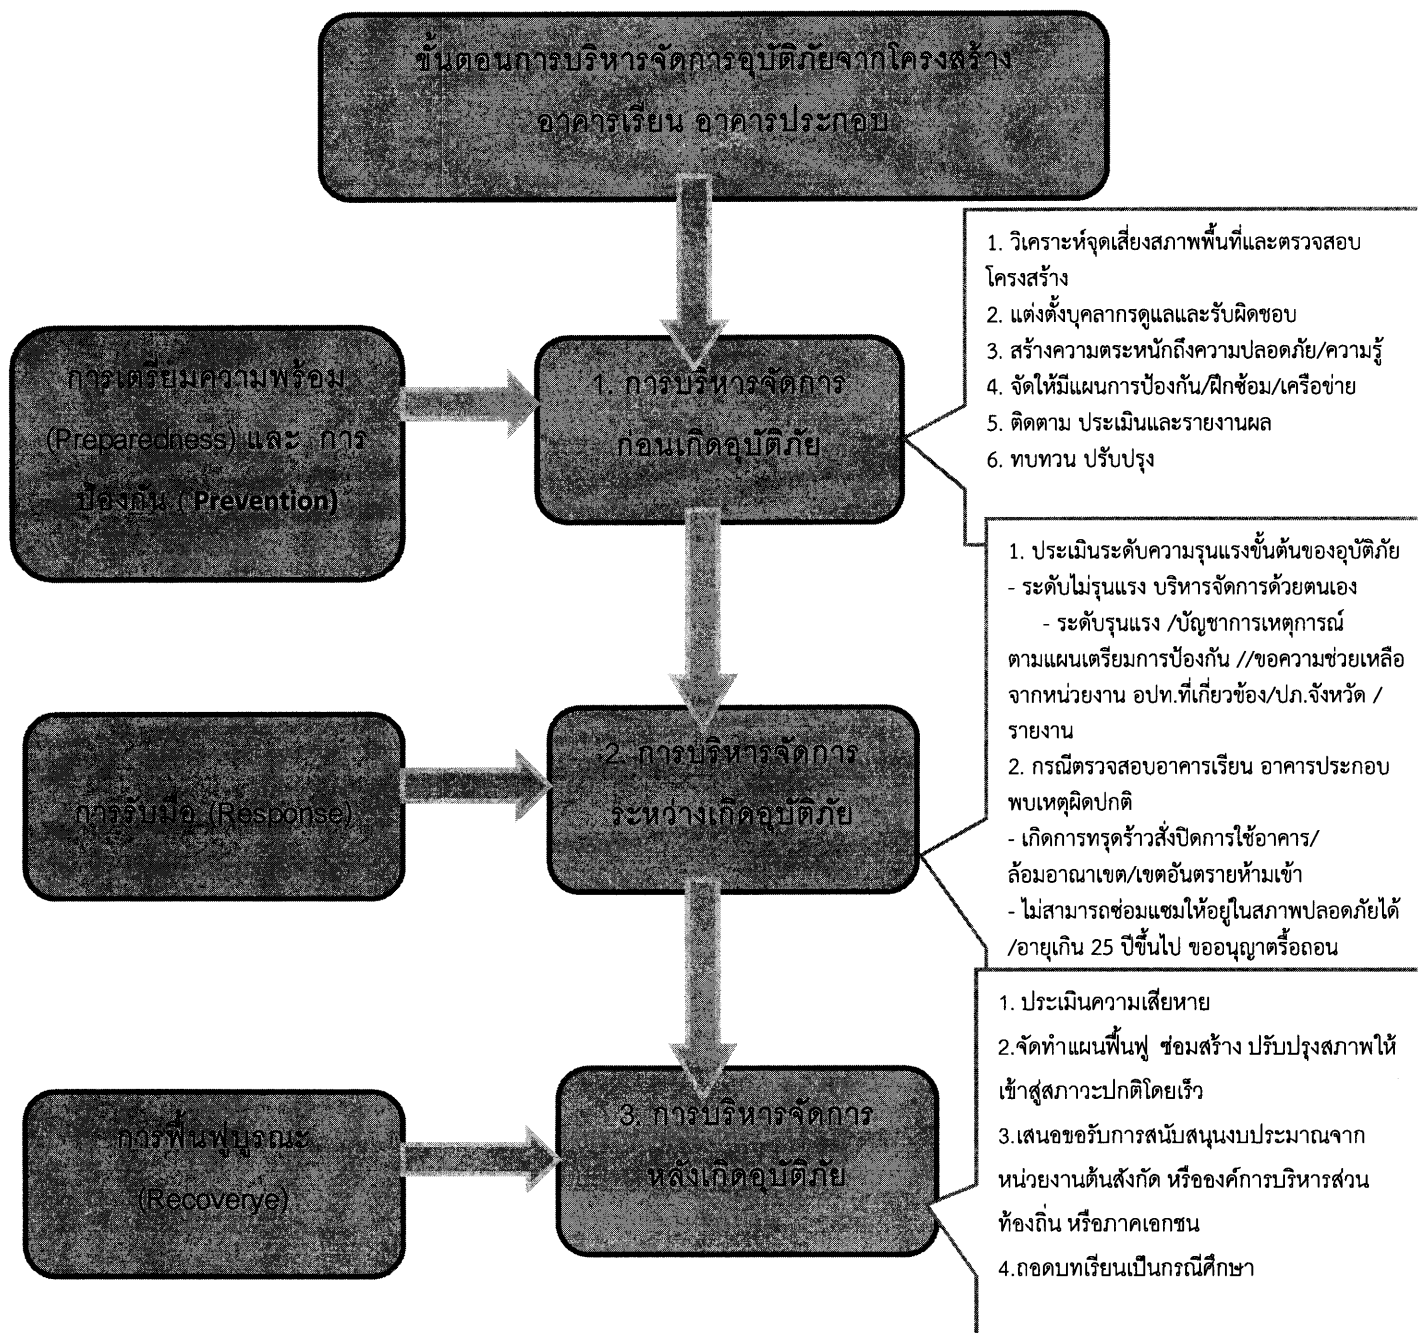 ขั้นตอนการบริหารจัดการอุบัติภัยจากโครงสร้าง
อาคารเรียน อาคารประกอบ
การเตรียมความพร้อม
(Preparedness) และ การ
ป้องกัน (Prevention)
1. การบริหารจัดการ
ก่อนเกิดอุบัติภัย
1. วิเคราะห์จุดเสี่ยงสภาพพื้นที่และตรวจสอบ
โครงสร้าง
2. แต่งตั้งบุคลากรดูแลและรับผิดชอบ
3. สร้างความตระหนักถึงความปลอดภัย/ความรู้
4. จัดให้มีแผนการป้องกัน/ฝึกซ้อม/เครือข่าย
5. ติดตาม ประเมินและรายงานผล
6. ทบทวน ปรับปรุง
การรับมือ (Response)
2. การบริหารจัดการ
ระหว่างเกิดอุบัติภัย
1. ประเมินระดับความรุนแรงขั้นต้นของอุบัติภัย
- ระดับไม่รุนแรง บริหารจัดการด้วยตนเอง
- ระดับรุนแรง /บัญชาการเหตุการณ์
ตามแผนเตรียมการป้องกัน //ขอความช่วยเหลือ
จากหน่วยงาน อปท.ที่เกี่ยวข้อง/ปภ.จังหวัด /
รายงาน
2. กรณีตรวจสอบอาคารเรียน อาคารประกอบ
พบเหตุผิดปกติ
- เกิดการทรุดร้าวสั่งปิดการใช้อาคาร/
ล้อมอาณาเขต/เขตอันตรายห้ามเข้า
- ไม่สามารถซ่อมแซมให้อยู่ในสภาพปลอดภัยได้
/อายุเกิน 25 ปีขึ้นไป ขออนุญาตรื้อถอน
การฟื้นฟูบูรณะ
(Recoverye)
3. การบริหารจัดการ
หลังเกิดอุบัติภัย
1. ประเมินความเสียหาย
2.จัดทำแผนฟื้นฟู ซ่อมสร้าง ปรับปรุงสภาพให้
เข้าสู่สภาวะปกติโดยเร็ว
3.เสนอขอรับการสนับสนุนงบประมาณจาก
หน่วยงานต้นสังกัด หรือองค์การบริหารส่วน
ท้องถิ่น หรือภาคเอกชน
4.ถอดบทเรียนเป็นกรณีศึกษา